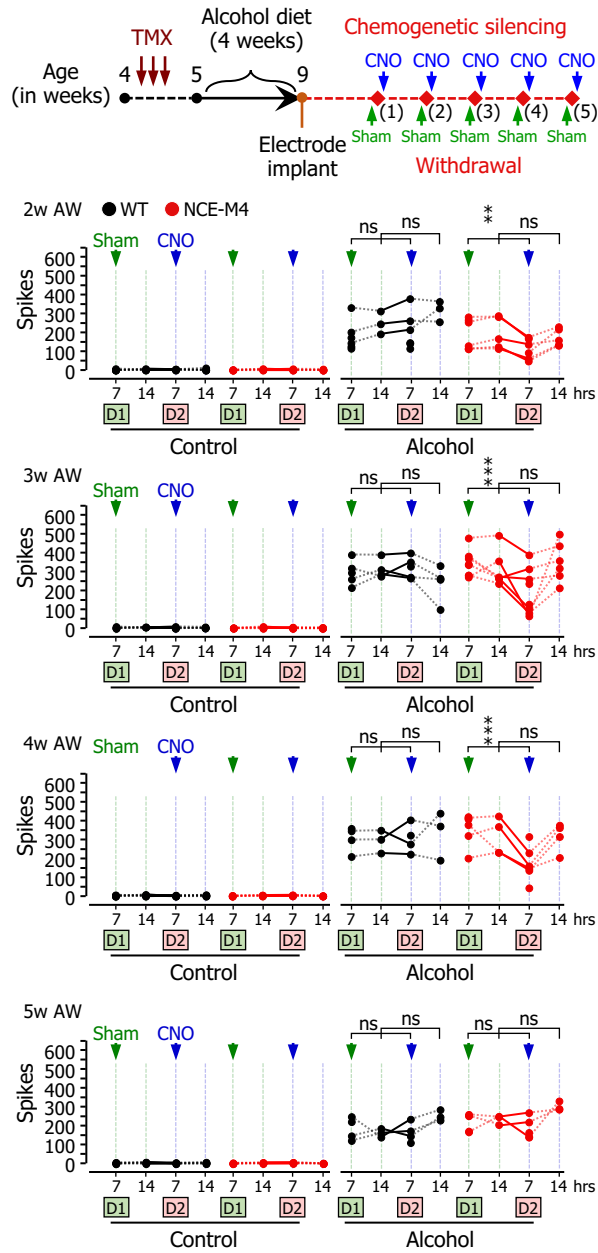 TMX
Alcohol diet
(4 weeks)
Chemogenetic silencing
CNO CNO CNO CNO CNO
Age
(in weeks)
4 5 9
(1) (2) (3) (4) (5)
Sham Sham Sham Sham Sham
Electrode
implant
Withdrawal
2w AW WT NCE-M4
ns ns ** ns
Sham CNO
Spikes
600
500
400
300
200
100
0
7 14 7 14 7 14 7 14 7 14 7 14 7 14 7 14 hrs
D1 D2 D1 D2 D1 D2 D1 D2
Control Alcohol
3w AW
ns ns *** ns
Sham CNO
Spikes
600
500
400
300
200
100
0
7 14 7 14 7 14 7 14 7 14 7 14 7 14 7 14 hrs
D1 D2 D1 D2 D1 D2 D1 D2
Control Alcohol
4w AW
ns ns *** ns
Sham CNO
Spikes
600
500
400
300
200
100
0
7 14 7 14 7 14 7 14 7 14 7 14 7 14 7 14 hrs
D1 D2 D1 D2 D1 D2 D1 D2
Control Alcohol
5w AW
ns ns ns ns
Sham CNO
Spikes
600
500
400
300
200
100
0
7 14 7 14 7 14 7 14 7 14 7 14 7 14 7 14 hrs
D1 D2 D1 D2 D1 D2 D1 D2
Control Alcohol